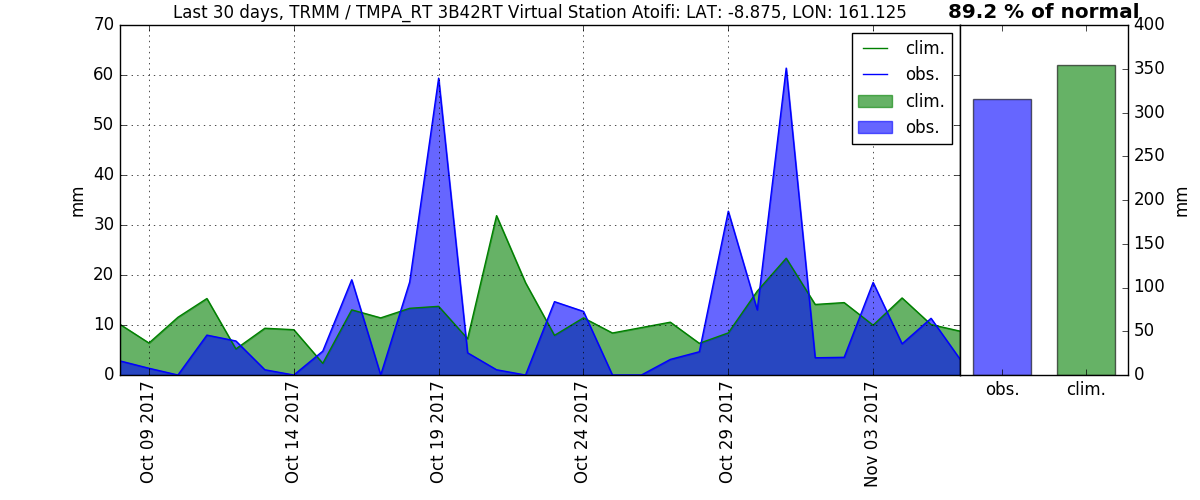 Last 30 days, TRMM / TMPA_RT 3B42RT Virtual Station Atoifi: LAT: -8.875, LON: 161.125
89.2 % of normal
70
60
50
40
30
20
10
0
mm
clim.
obs.
clim.
obs.
400
350
300
250
200
150
100
50
0
mm
Oct 09 2017
Oct 14 2017
Oct 19 2017
Oct 24 2017
Oct 29 2017
Nov 03 2017
obs.
clim.